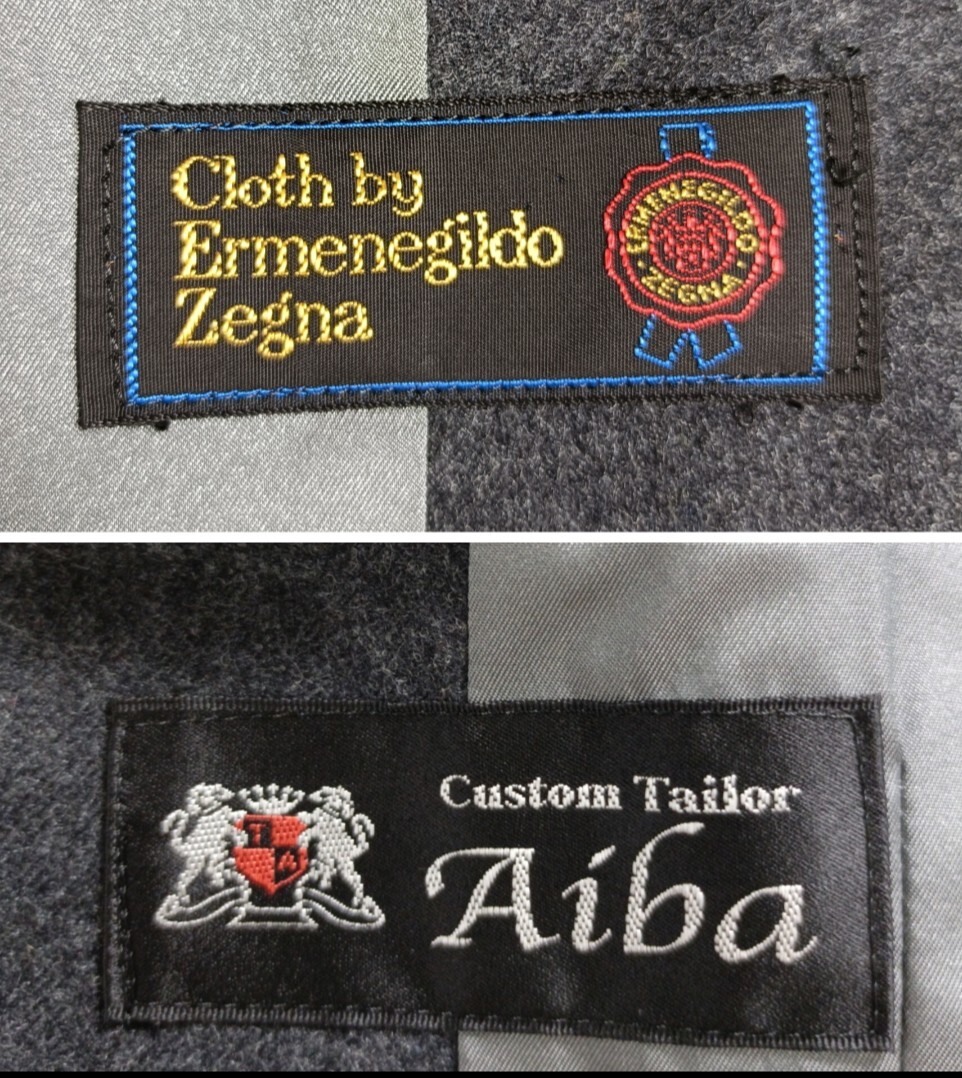 Cloth by
Ermenegildo
Zegna
ERMENEGILDO
ZEGNA
Custom Tailor
Aiba
T
A